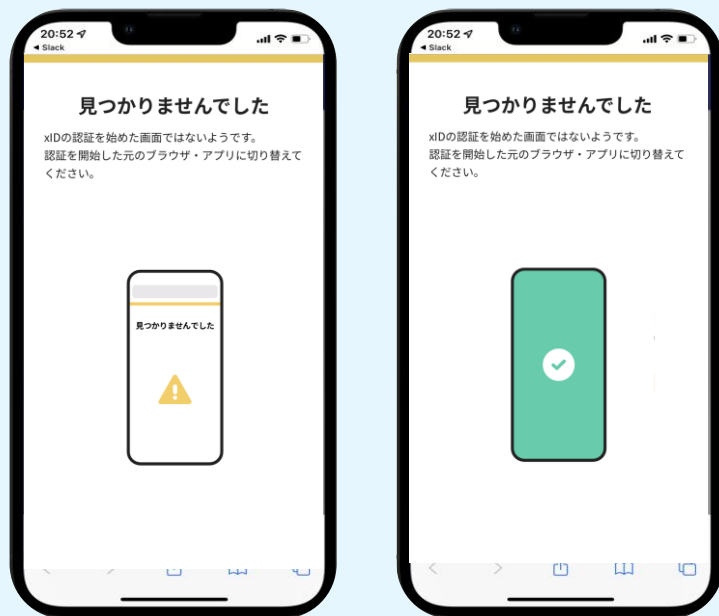 20:52
◀ Slack
見つかりませんでした
xIDの認証を始めた画面ではないようです。
認証を開始した元のブラウザ・アプリに切り替えて
ください。
見つかりませんでした
20:52
◀ Slack
見つかりませんでした
xIDの認証を始めた画面ではないようです。
認証を開始した元のブラウザ・アプリに切り替えて
ください。